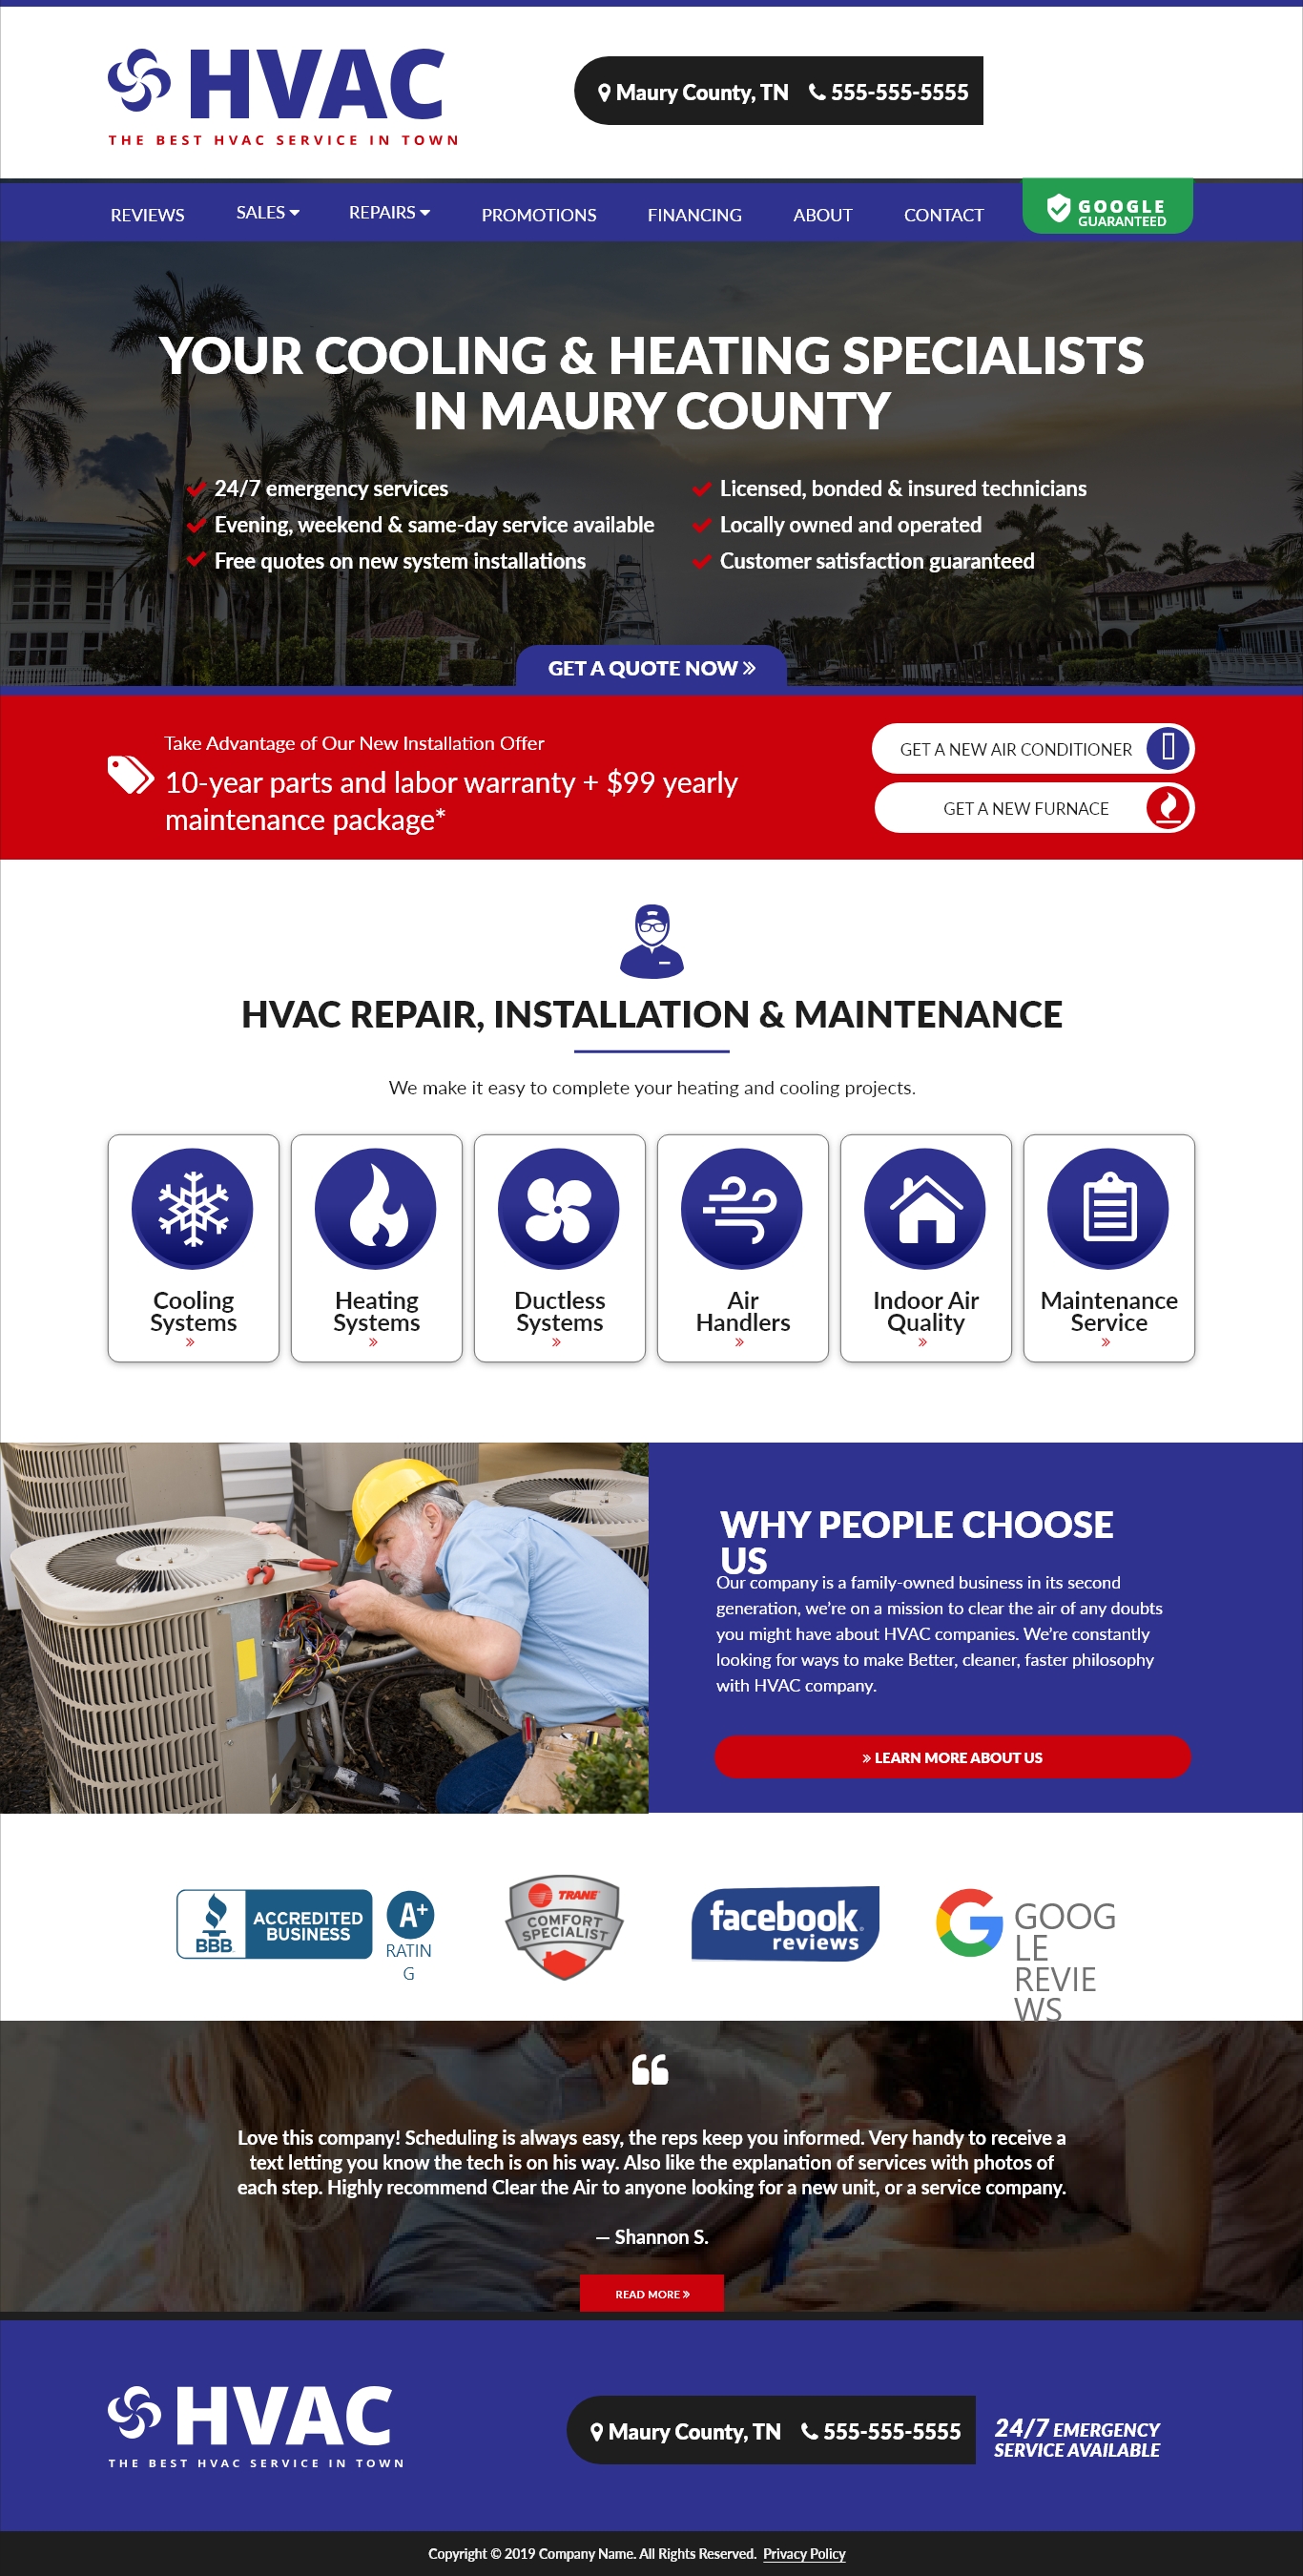 HVAC
THE BEST HVAC SERVICE IN TOWN
Maury County, TN 555-555-5555
REVIEWS SALES REPAIRS PROMOTIONS FINANCING ABOUT CONTACT
GOOGLE
GUARANTEED
YOUR COOLING & HEATING SPECIALISTS
IN MAURY COUNTY
24/7 emergency services
Evening, weekend & same-day service available
Free quotes on new system installations
Licensed, bonded & insured technicians
Locally owned and operated
Customer satisfaction guaranteed
GET A QUOTE NOW »
Take Advantage of Our New Installation Offer
10-year parts and labor warranty + $99 yearly
maintenance package*
GET A NEW AIR CONDITIONER
GET A NEW FURNACE
HVAC REPAIR, INSTALLATION & MAINTENANCE
We make it easy to complete your heating and cooling projects.
Cooling
Systems
»
Heating
Systems
»
Ductless
Systems
»
Air
Handlers
»
Indoor Air
Quality
»
Maintenance
Service
»
WHY PEOPLE CHOOSE
US
Our company is a family-owned business in its second
generation, we’re on a mission to clear the air of any doubts
you might have about HVAC companies. We’re constantly
looking for ways to make Better, cleaner, faster philosophy
with HVAC company.
» LEARN MORE ABOUT US
BBB
ACCREDITED
BUSINESS
A+
RATIN
G
TRANE
COMFORT
SPECIALIST
facebook
reviews
GOOG
LE
REVIE
WS
“
Love this company! Scheduling is always easy, the reps keep you informed. Very handy to receive a
text letting you know the tech is on his way. Also like the explanation of services with photos of
each step. Highly recommend Clear the Air to anyone looking for a new unit, or a service company.
— Shannon S.
READ MORE »
HVAC
THE BEST HVAC SERVICE IN TOWN
Maury County, TN 555-555-5555
24/7 EMERGENCY
SERVICE AVAILABLE
Copyright © 2019 Company Name. All Rights Reserved. Privacy Policy